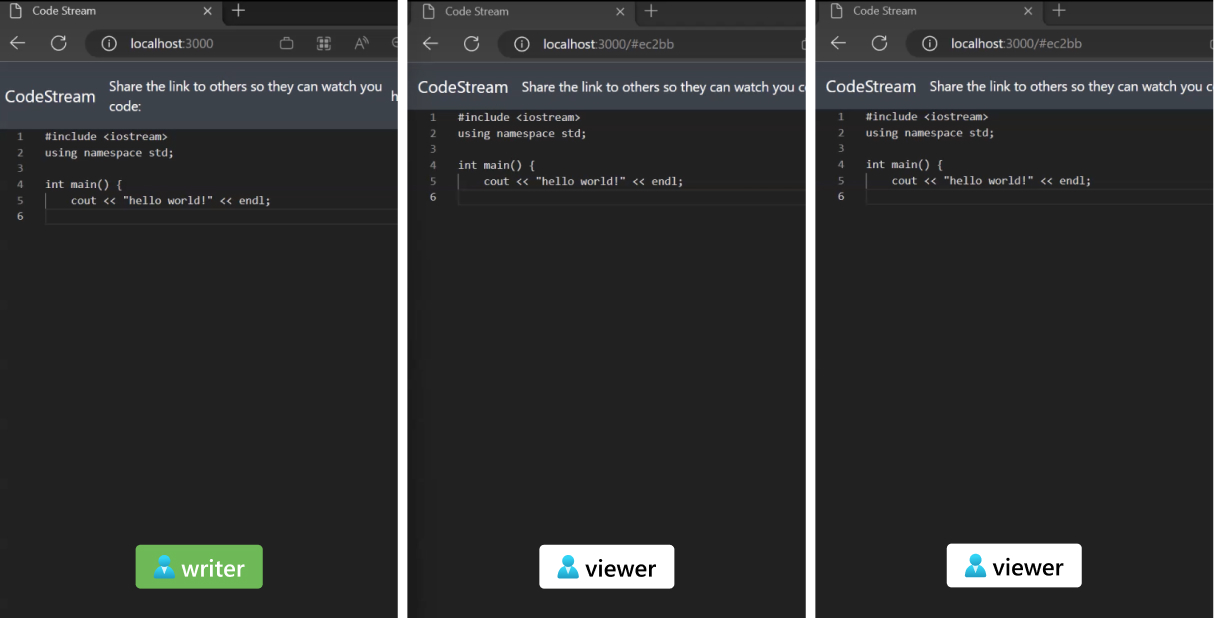 Code Stream
localhost:3000
CodeStream
Share the link to others so they can watch you
code:
1 #include <iostream>
2 using namespace std;
3
4 int main() {
5 cout << "hello world!" << endl;
6
writer
Code Stream
localhost:3000/#ec2bb
CodeStream Share the link to others so they can watch you
1 #include <iostream>
2 using namespace std;
3
4 int main() {
5 cout << "hello world!" << endl;
6
viewer
Code Stream
localhost:3000/#ec2bb
CodeStream Share the link to others so they can watch you
1 #include <iostream>
2 using namespace std;
3
4 int main() {
5 cout << "hello world!" << endl;
6
viewer